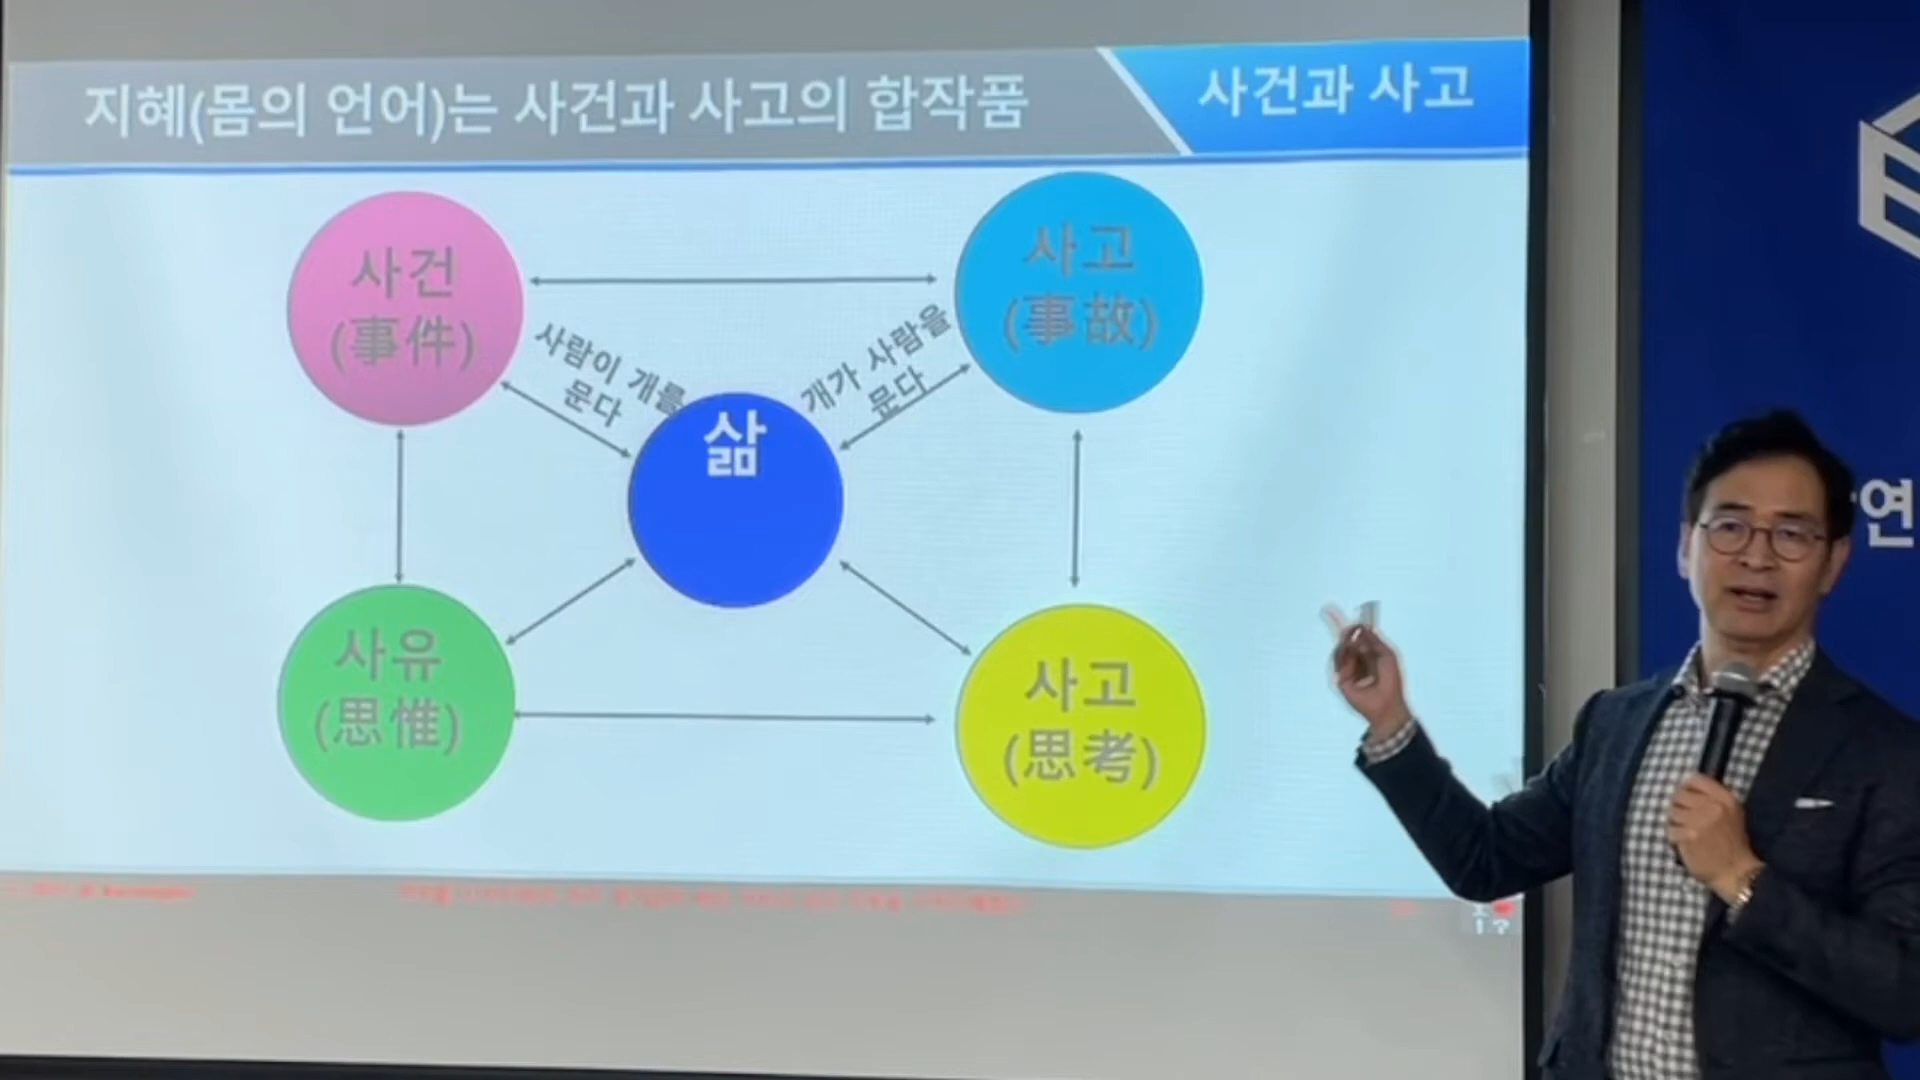 지혜(몸의 언어)는 사건과 사고의 합작품
사건과 사고
사건
(事件)
사고
(事故)
사람이 개를
문다
개가 사람을
문다
삶
사유
(思惟)
사고
(思考)
연